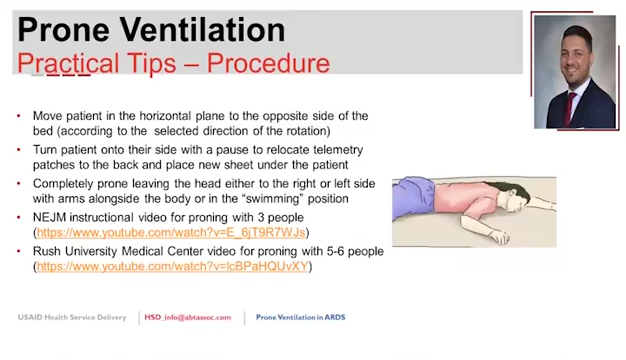 Prone Ventilation
Practical Tips – Procedure
• Move patient in the horizontal plane to the opposite side of the
bed (according to the selected direction of the rotation)
• Turn patient onto their side with a pause to relocate telemetry
patches to the back and place new sheet under the patient
• Completely prone leaving the head either to the right or left side
with arms alongside the body or in the “swimming” position
• NEJM instructional video for proning with 3 people
(https://www.youtube.com/watch?v=E_6jT9R7WJs)
• Rush University Medical Center video for proning with 5-6 people
(https://www.youtube.com/watch?v=lcBPaHQUvXY)
USAID Health Service Delivery
HSD_info@abtassoc.com
Prone Ventilation in ARDS